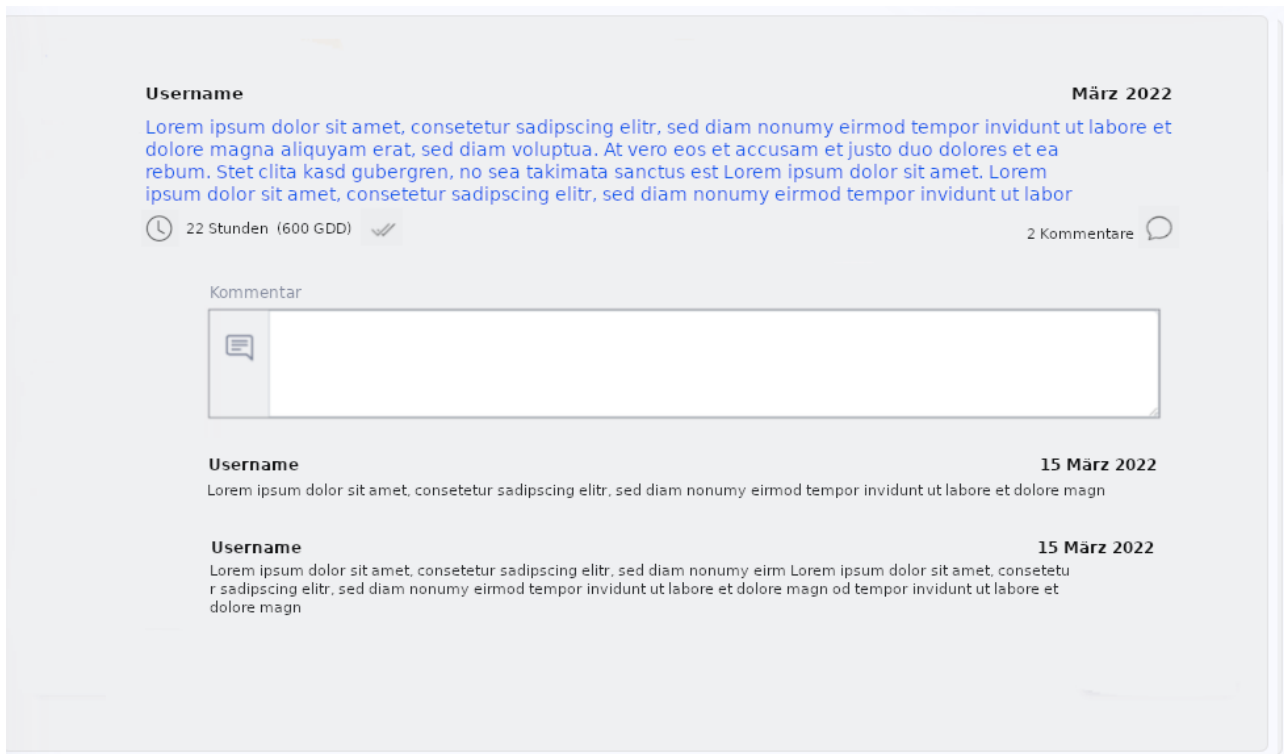 Username März 2022
Lorem ipsum dolor sit amet, consetetur sadipscing elitr, sed diam nonumy eirmod tempor invidunt ut labore et
dolore magna aliquyam erat, sed diam voluptua. At vero eos et accusam et justo duo dolores et ea
rebum. Stet clita kasd gubergren, no sea takimata sanctus est Lorem ipsum dolor sit amet. Lorem
ipsum dolor sit amet, consetetur sadipscing elitr, sed diam nonumy eirmod tempor invidunt ut labor
22 Stunden (600 GDD) 2 Kommentare
Kommentar
Username 15 März 2022
Lorem ipsum dolor sit amet, consetetur sadipscing elitr, sed diam nonumy eirmod tempor invidunt ut labore et dolore magn
Username 15 März 2022
Lorem ipsum dolor sit amet, consetetur sadipscing elitr, sed diam nonumy eirm Lorem ipsum dolor sit amet, consetetu
r sadipscing elitr, sed diam nonumy eirmod tempor invidunt ut labore et dolore magn od tempor invidunt ut labore et
dolore magn